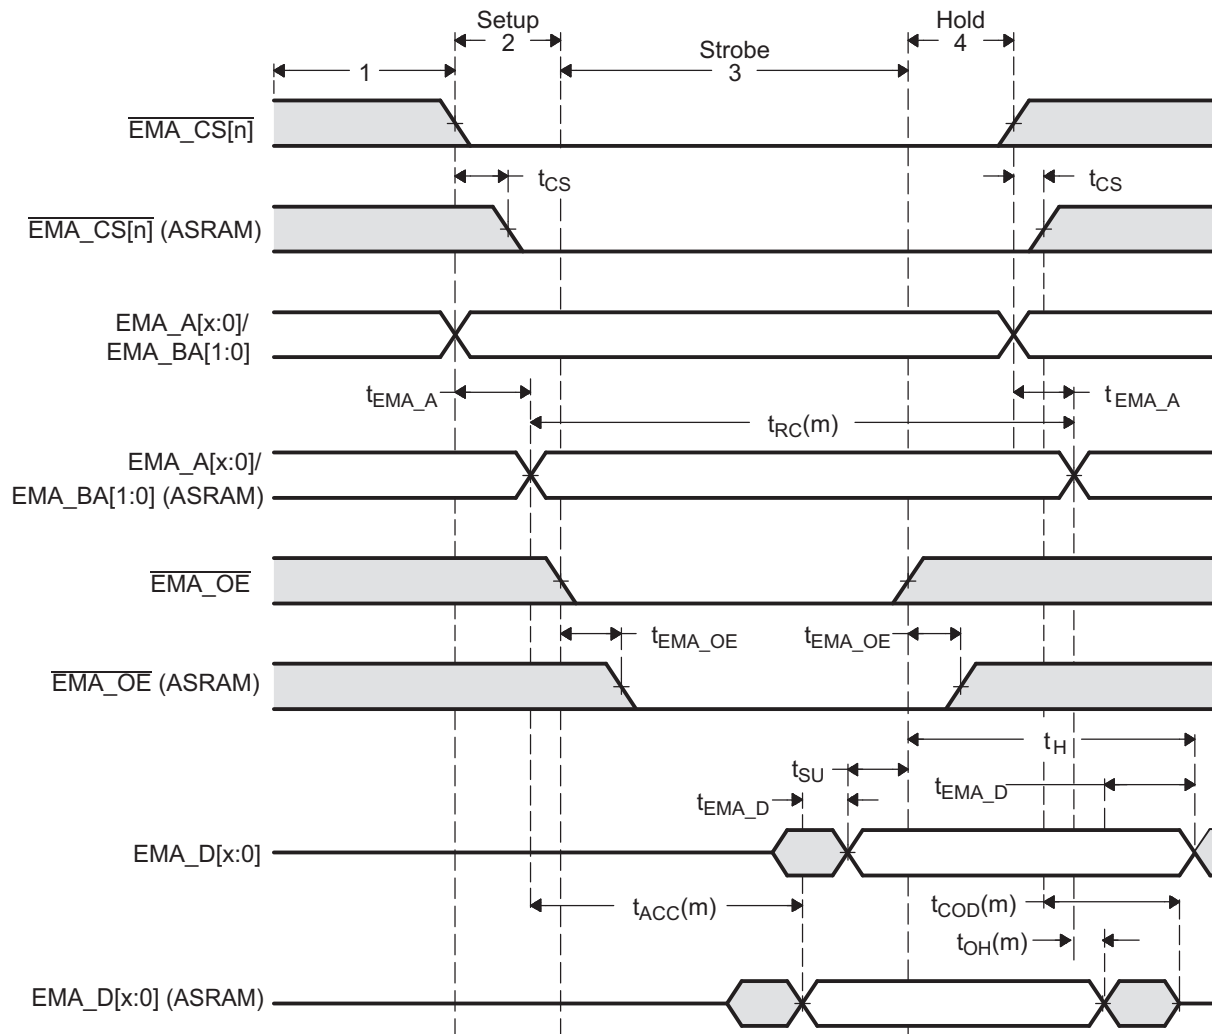 Setup
2
Hold
4
Strobe
3
1
EMA_CS[n]
tCS
tCS
EMA_CS[n] (ASRAM)
EMA_A[x:0]/
EMA_BA[1:0]
tEMA_A
tEMA_A
tRC(m)
EMA_A[x:0]/
EMA_BA[1:0] (ASRAM)
EMA_OE
tEMA_OE
tEMA_OE
EMA_OE (ASRAM)
tH
tSU
tEMA_D
tEMA_D
EMA_D[x:0]
tACC(m)
tCOD(m)
tOH(m)
EMA_D[x:0] (ASRAM)